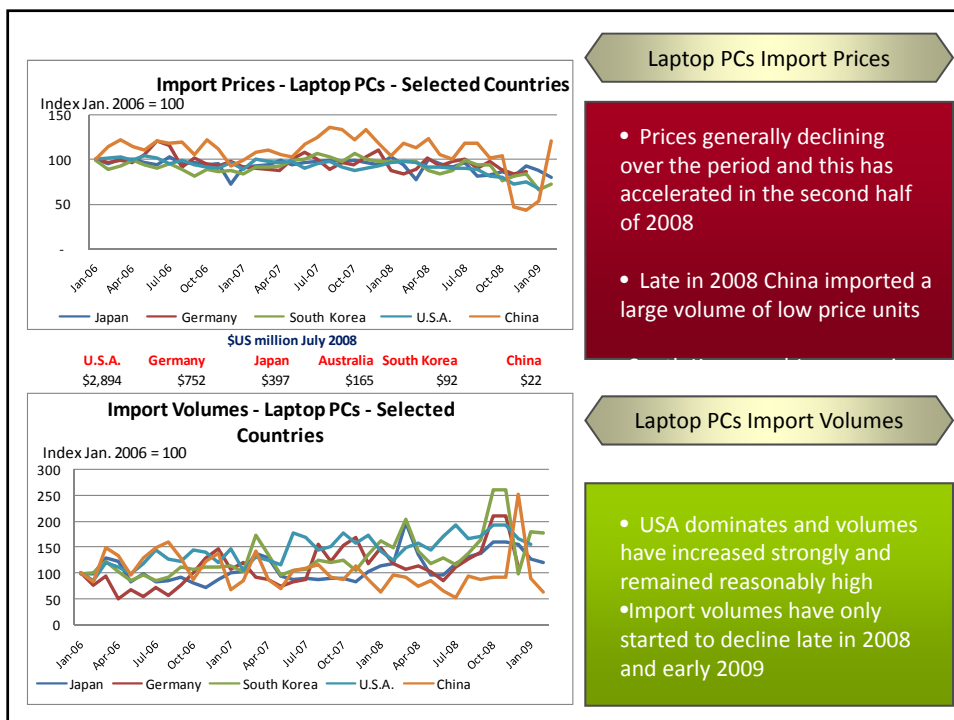 Laptop PCs Import Prices
Import Prices - Laptop PCs - Selected Countries
Index Jan. 2006 = 100
150
100
50
-
Jan-06
Apr-06
Jul-06
Oct-06
Jan-07
Apr-07
Jul-07
Oct-07
Jan-08
Apr-08
Jul-08
Oct-08
Jan-09
Japan Germany South Korea U.S.A. China
• Prices generally declining
over the period and this has
accelerated in the second half
of 2008
• Late in 2008 China imported a
large volume of low price units
$US million July 2008
U.S.A. Germany Japan Australia South Korea China
$2,894 $752 $397 $165 $92 $22
Import Volumes - Laptop PCs - Selected
Countries
Index Jan. 2006 = 100
300
250
200
150
100
50
0
Jan-06
Apr-06
Jul-06
Oct-06
Jan-07
Apr-07
Jul-07
Oct-07
Jan-08
Apr-08
Jul-08
Oct-08
Jan-09
Japan Germany South Korea U.S.A. China
Laptop PCs Import Volumes
• USA dominates and volumes
have increased strongly and
remained reasonably high
•Import volumes have only
started to decline late in 2008
and early 2009